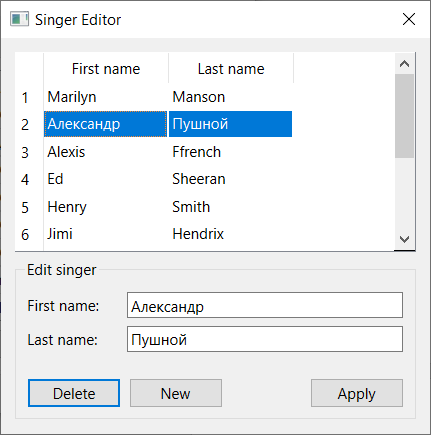 Singer Editor
First name Last name
1 Marilyn Manson
2 Александр Пушной
3 Alexis Ffrench
4 Ed Sheeran
5 Henry Smith
6 Jimi Hendrix
Edit singer
First name: Александр
Last name: Пушной
Delete New Apply